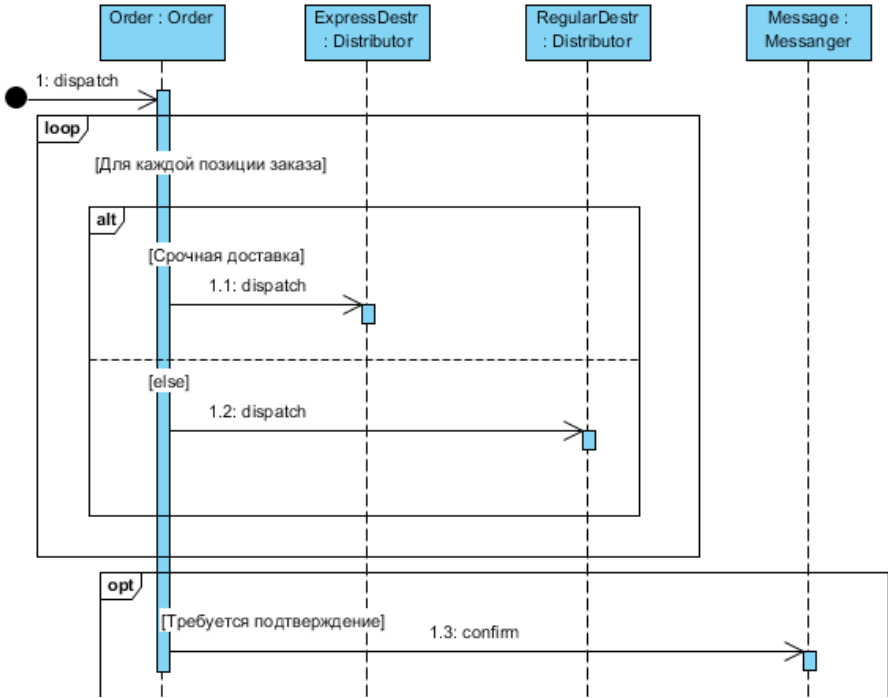 Order : Order
ExpressDestr
: Distributor
RegularDestr
: Distributor
Message :
Messanger
1: dispatch
loop
[Для каждой позиции заказа]
alt
[Срочная доставка]
1.1: dispatch
[else]
1.2: dispatch
opt
[Требуется подтверждение]
1.3: confirm